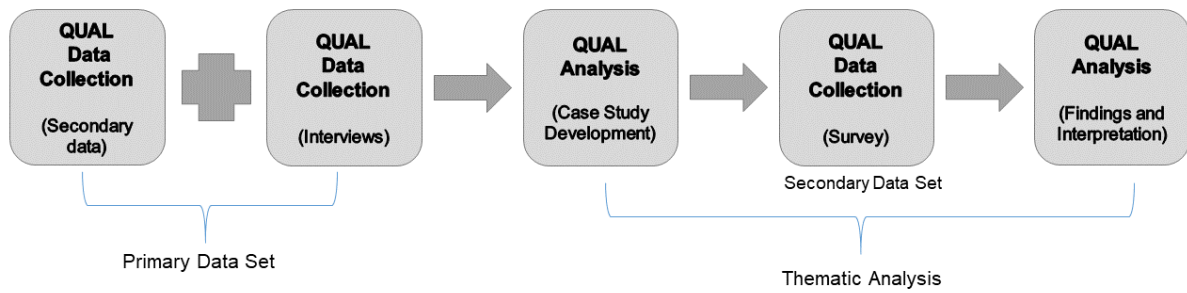 QUAL
Data
Collection
(Secondary
data)
QUAL
Data
Collection
(Interviews)
QUAL
Analysis
(Case Study
Development)
QUAL
Data
Collection
(Survey)
QUAL
Analysis
(Findings and
Interpretation)
Secondary Data Set
Primary Data Set
Thematic Analysis